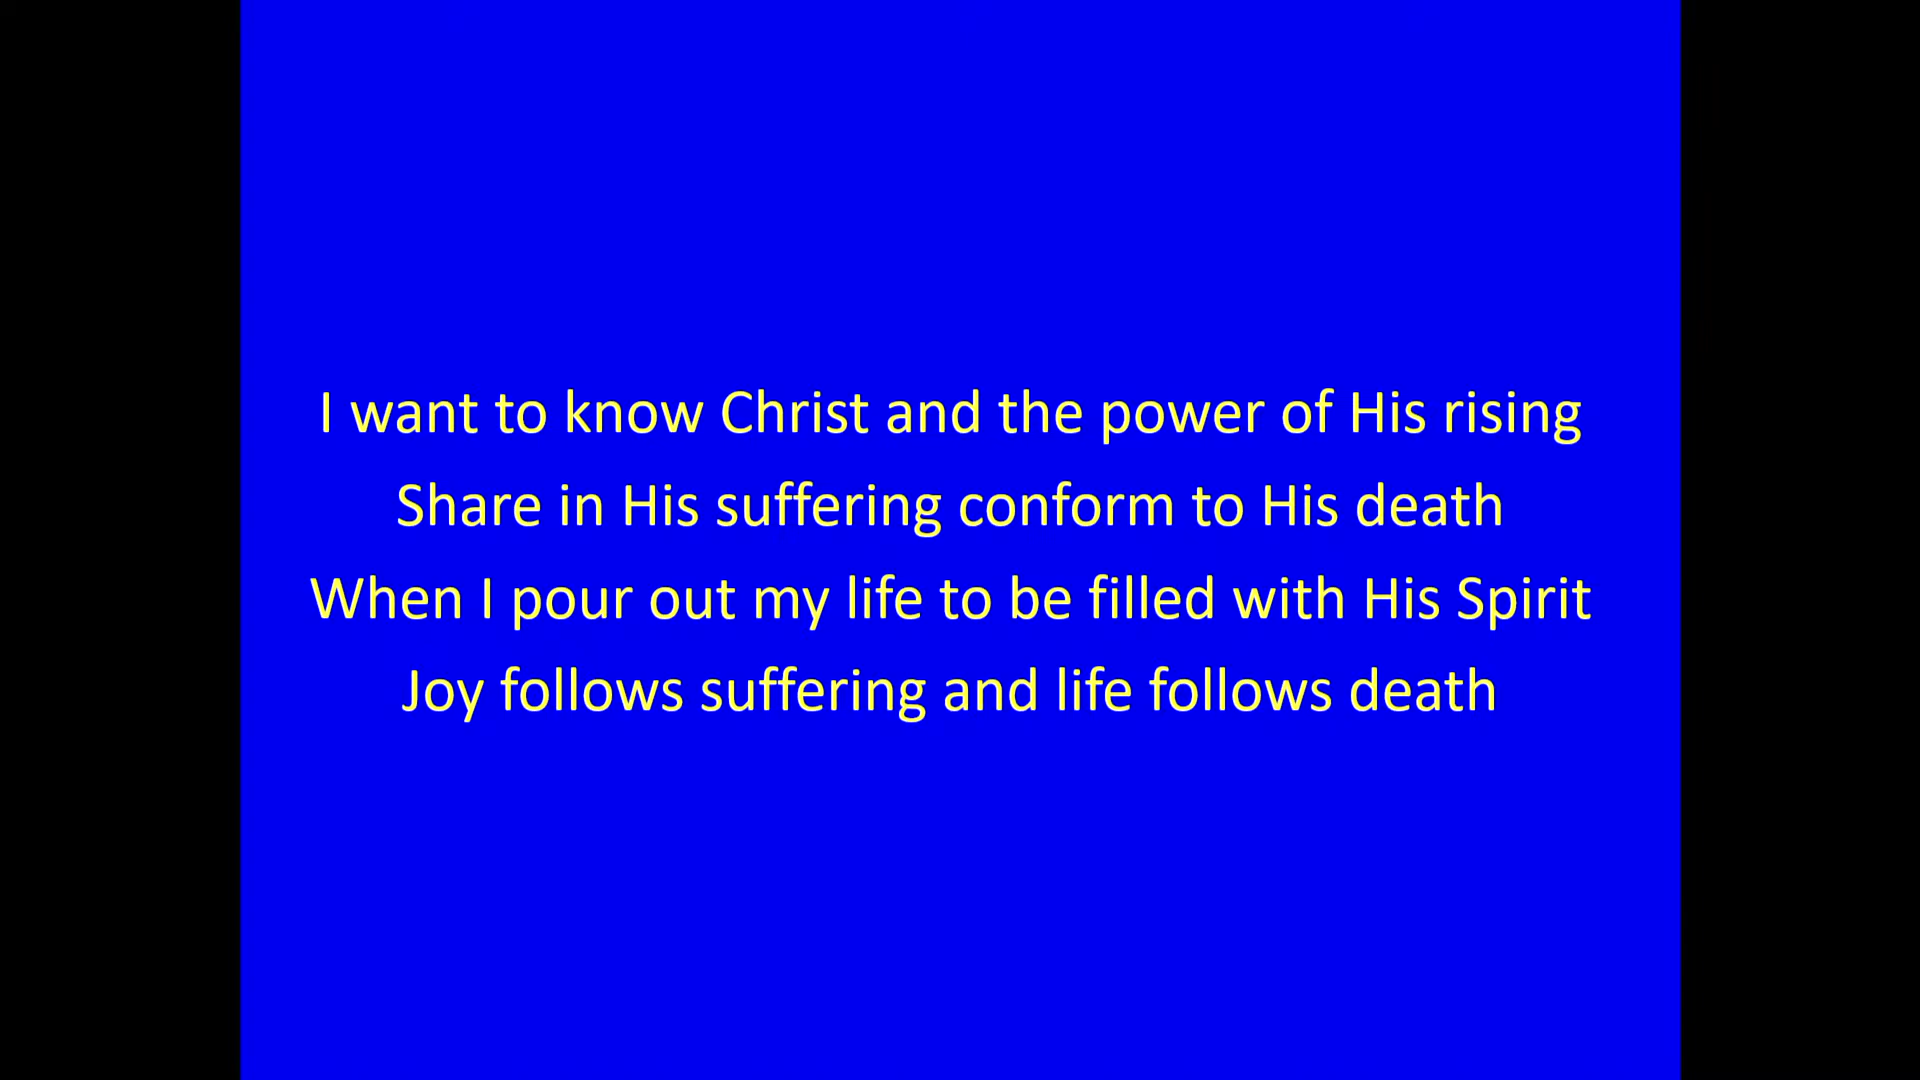 I want to know Christ and the power of His rising
Share in His suffering conform to His death
When I pour out my life to be filled with His Spirit
Joy follows suffering and life follows death